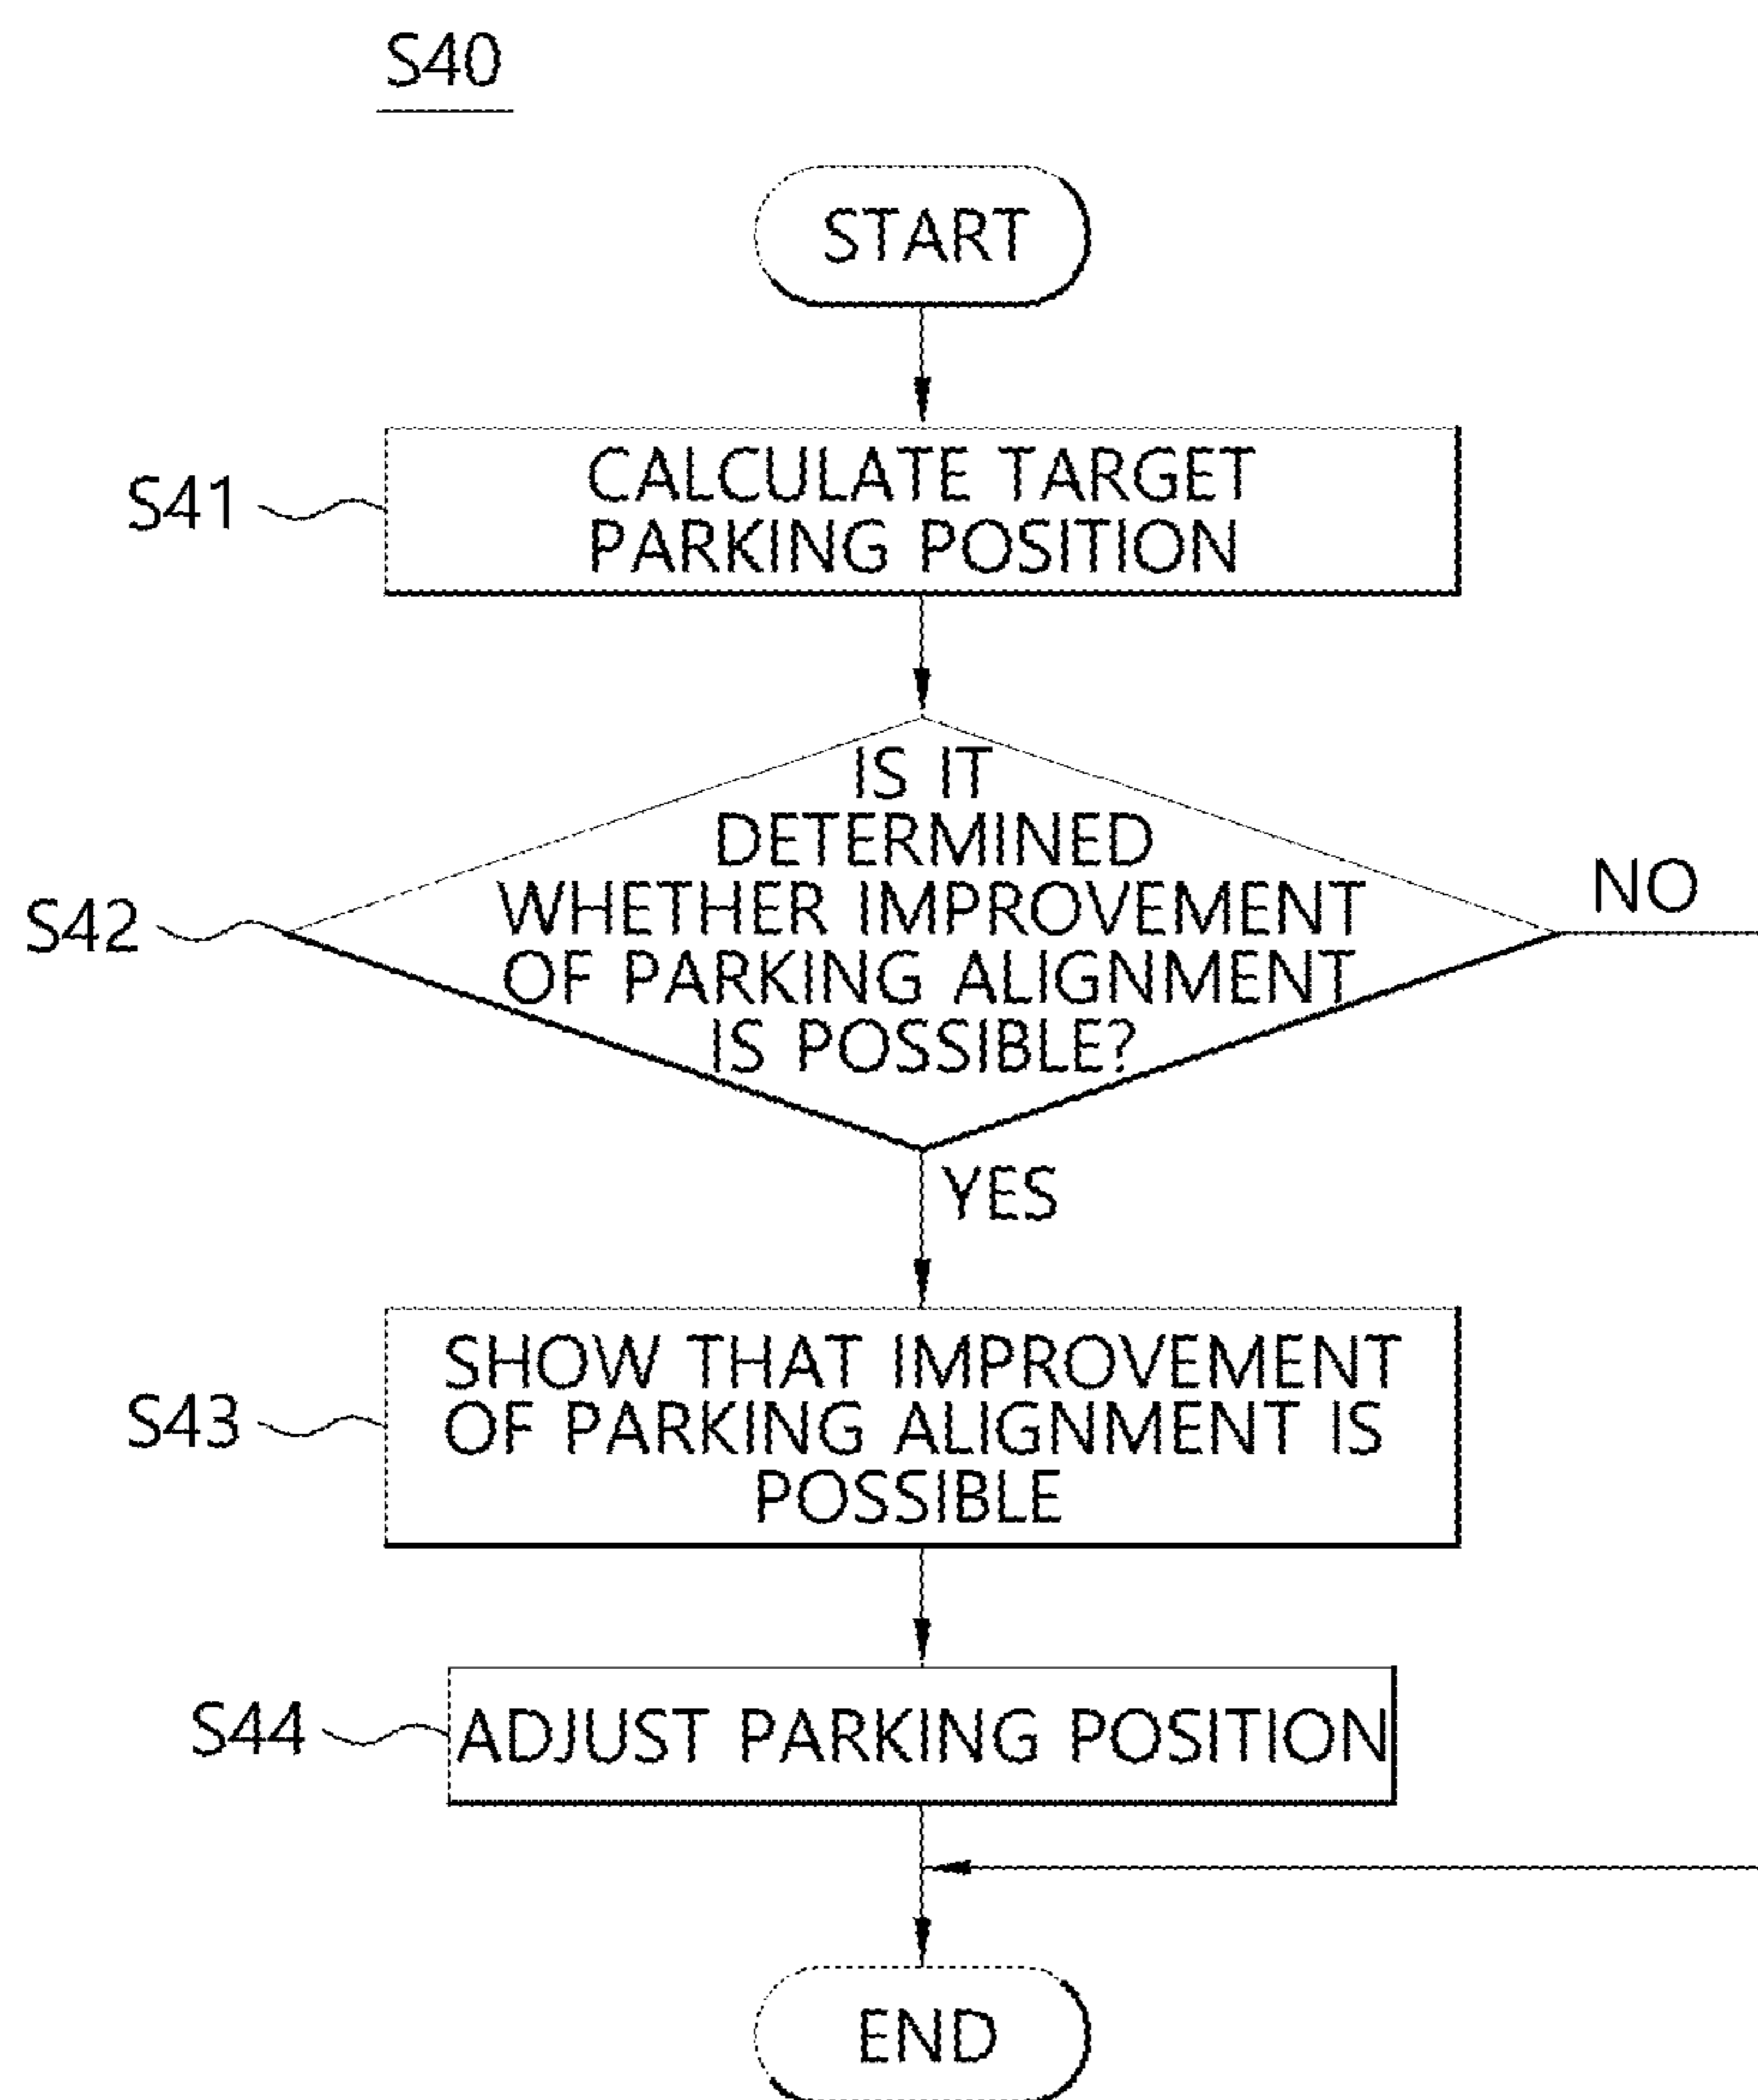 S40
START
S41
CALCULATE TARGET
PARKING POSITION
IS IT
DETERMINED
WHETHER IMPROVEMENT
OF PARKING ALIGNMENT
IS POSSIBLE?
S42
NO
YES
S43
SHOW THAT IMPROVEMENT
OF PARKING ALIGNMENT IS
POSSIBLE
S44
ADJUST PARKING POSITION
END